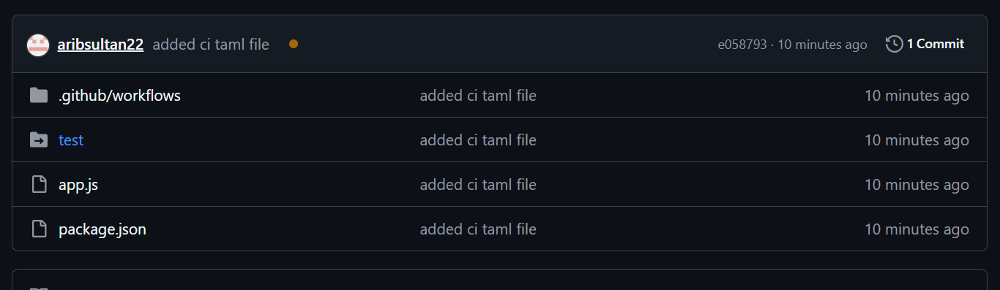 aribsultan22 added ci taml file e058793 · 10 minutes ago 1 Commit
.github/workflows added ci taml file 10 minutes ago
test added ci taml file 10 minutes ago
app.js added ci taml file 10 minutes ago
package.json added ci taml file 10 minutes ago